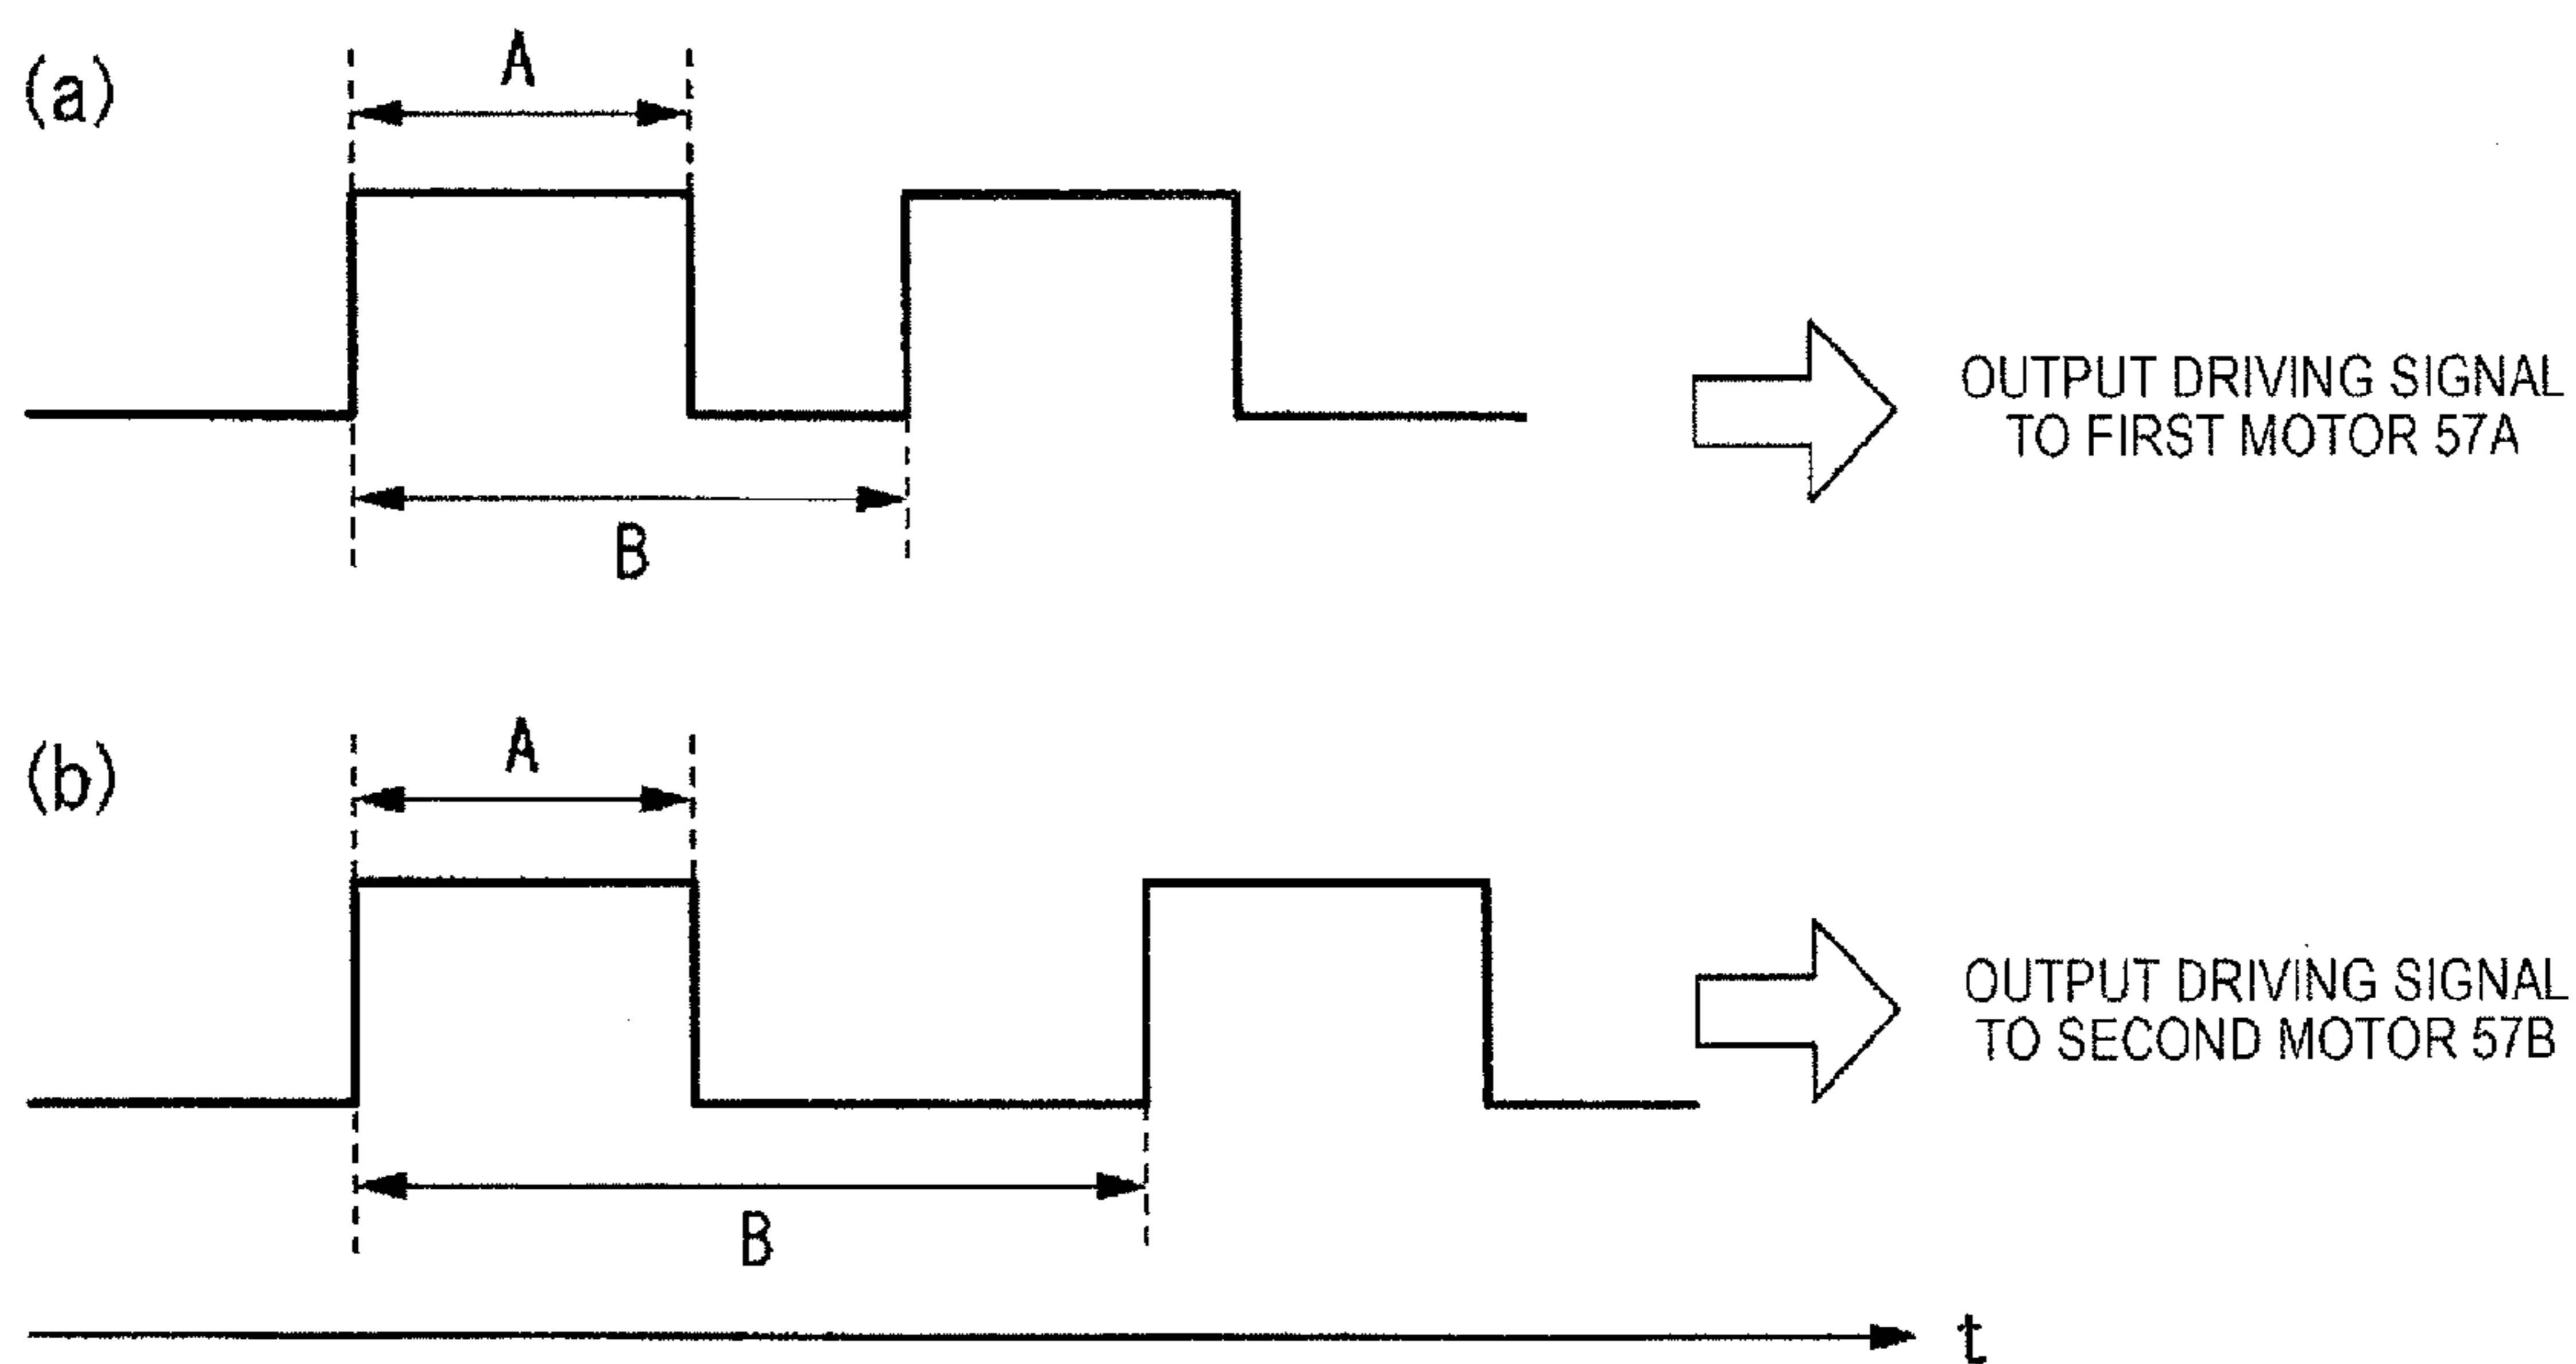 (a)
A
B
OUTPUT DRIVING SIGNAL
TO FIRST MOTOR 57A
(b)
A
B
OUTPUT DRIVING SIGNAL
TO SECOND MOTOR 57B
t